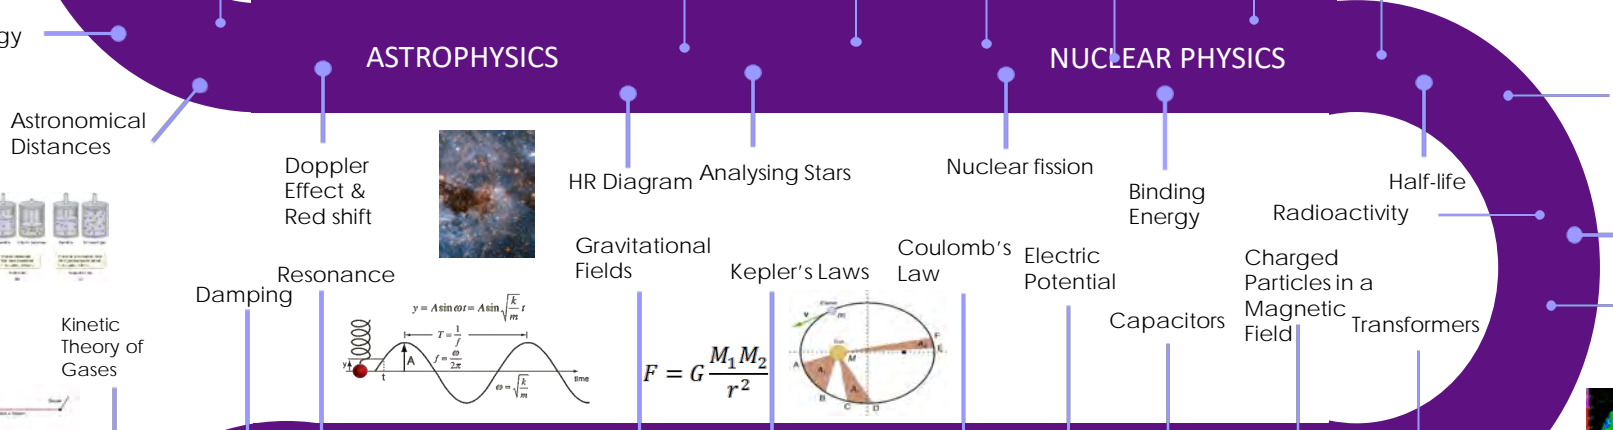 gy
ASTROPHYSICS
NUCLEAR PHYSICS
Astronomical
Distances
Doppler
Effect &
Red shift
HR Diagram
Analysing Stars
Nuclear fission
Binding
Energy
Half-life
Radioactivity
Gravitational
Fields
Kepler's Laws
Coulomb's
Law
Electric
Potential
Charged
Particles in a
Magnetic
Field
Capacitors
Transformers
Resonance
Damping
Kinetic
Theory of
Gases
y = A sin ωt = A sin √(k/m) t
T = 1/f
f = ω/2π
ω = √(k/m)
A
y
t
time
F = G M₁M₂/r²
v
m
M
A
B
C
D
E
F